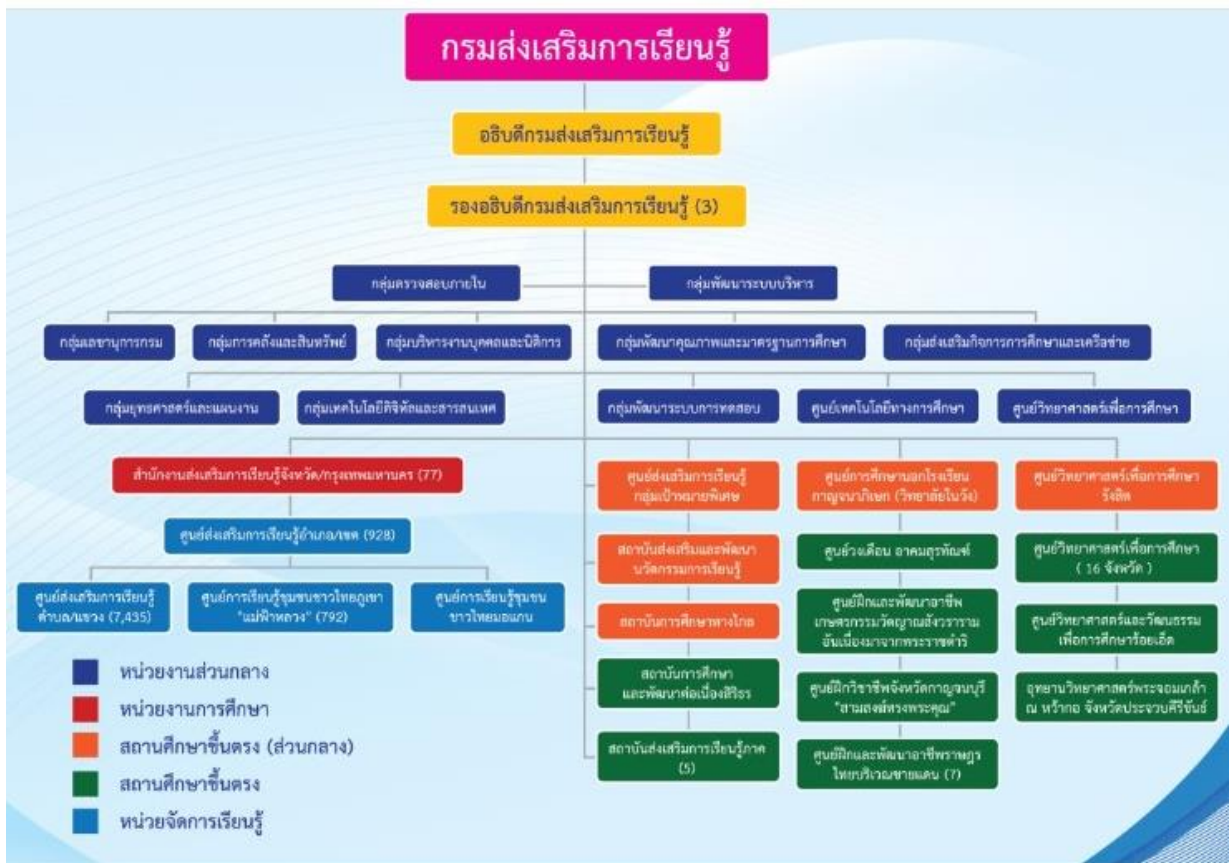 กรมส่งเสริมการเรียนรู้
อธิบดีกรมส่งเสริมการเรียนรู้
รองอธิบดีกรมส่งเสริมการเรียนรู้ (3)
กลุ่มตรวจสอบภายใน
กลุ่มพัฒนาระบบบริหาร
กลุ่มเลขานุการกรม
กลุ่มการคลังและสินทรัพย์
กลุ่มบริหารงานบุคคลและนิติการ
กลุ่มพัฒนาคุณภาพและมาตรฐานการศึกษา
กลุ่มส่งเสริมกิจการการศึกษาและเครือข่าย
กลุ่มยุทธศาสตร์และแผนงาน
กลุ่มเทคโนโลยีดิจิทัลและสารสนเทศ
กลุ่มพัฒนาระบบการทดสอบ
ศูนย์เทคโนโลยีทางการศึกษา
ศูนย์วิทยาศาสตร์เพื่อการศึกษา
สำนักงานส่งเสริมการเรียนรู้จังหวัด/กรุงเทพมหานคร (77)
ศูนย์ส่งเสริมการเรียนรู้อำเภอ/เขต (928)
ศูนย์ส่งเสริมการเรียนรู้
ตำบล/แขวง (7,435)
ศูนย์การเรียนรู้ชุมชนชาวไทยภูเขา
"แม่ฟ้าหลวง" (792)
ศูนย์การเรียนรู้ชุมชน
ชาวไทยมอแกน
ศูนย์ส่งเสริมการเรียนรู้
กลุ่มเป้าหมายพิเศษ
สถาบันส่งเสริมและพัฒนา
นวัตกรรมการเรียนรู้
สถาบันการศึกษาทางไกล
สถาบันการศึกษา
และพัฒนาต่อเนื่องสิรินธร
สถาบันส่งเสริมการเรียนรู้ภาค
(5)
ศูนย์การศึกษานอกโรงเรียน
กาญจนาภิเษก (วิทยาลัยในวัง)
ศูนย์วงเดือน อาคมสุรทัณฑ์
ศูนย์ฝึกและพัฒนาอาชีพ
เกษตรกรรมวัดญาณสังวราราม
อันเนื่องมาจากพระราชดำริ
ศูนย์ฝึกวิชาชีพจังหวัดกาญจนบุรี
"สามสงฆ์ทรงพระคุณ"
ศูนย์ฝึกและพัฒนาอาชีพราษฎร
ไทยบริเวณชายแดน (7)
ศูนย์วิทยาศาสตร์เพื่อการศึกษา
รังสิต
ศูนย์วิทยาศาสตร์เพื่อการศึกษา
( 16 จังหวัด )
ศูนย์วิทยาศาสตร์และวัฒนธรรม
เพื่อการศึกษาร้อยเอ็ด
อุทยานวิทยาศาสตร์พระจอมเกล้า
ณ หว้ากอ จังหวัดประจวบคีรีขันธ์
หน่วยงานส่วนกลาง
หน่วยงานการศึกษา
สถานศึกษาขึ้นตรง (ส่วนกลาง)
สถานศึกษาขึ้นตรง
หน่วยจัดการเรียนรู้